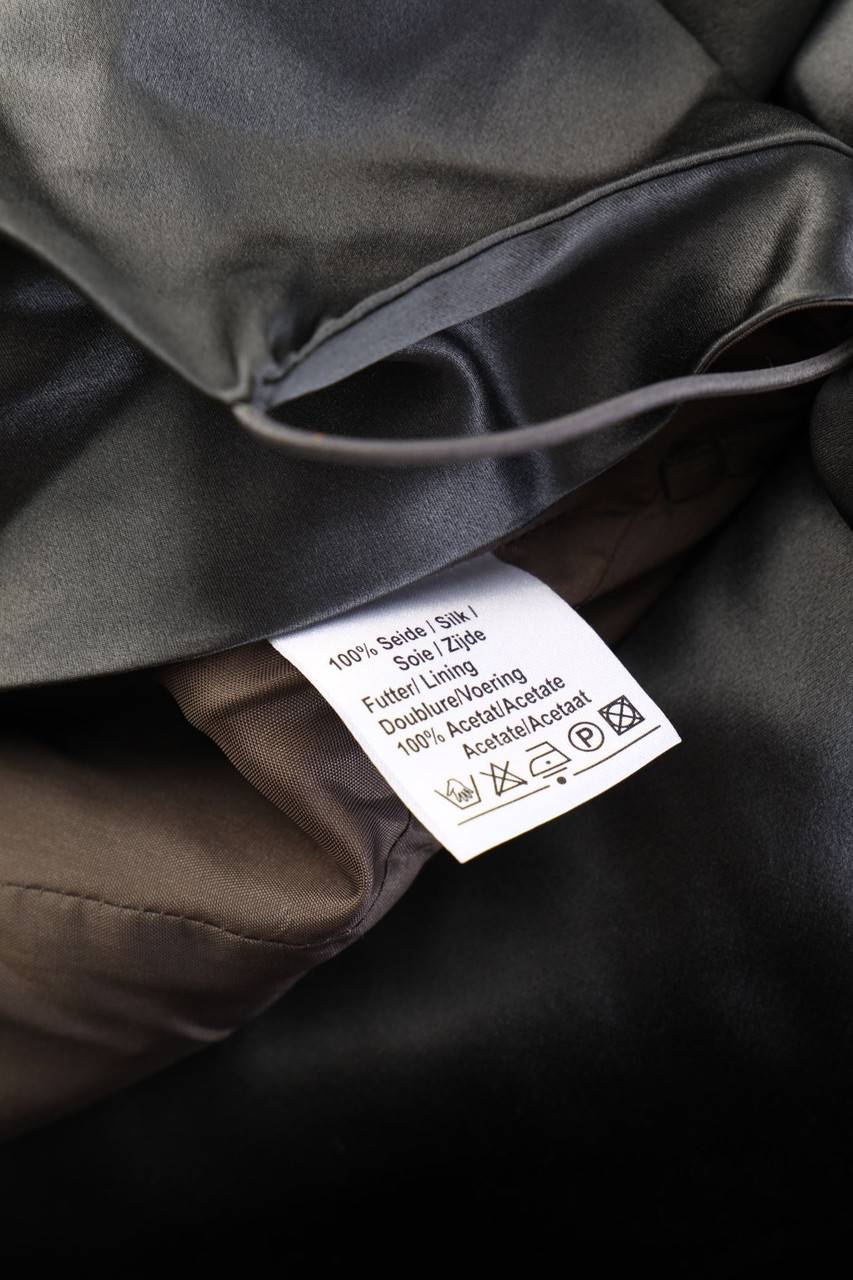 100% Seide / Silk /
Soie / Zijde
Futter/ Lining
Doublure/Voering
100% Acetat/Acetate
Acetate/Acetaat
P